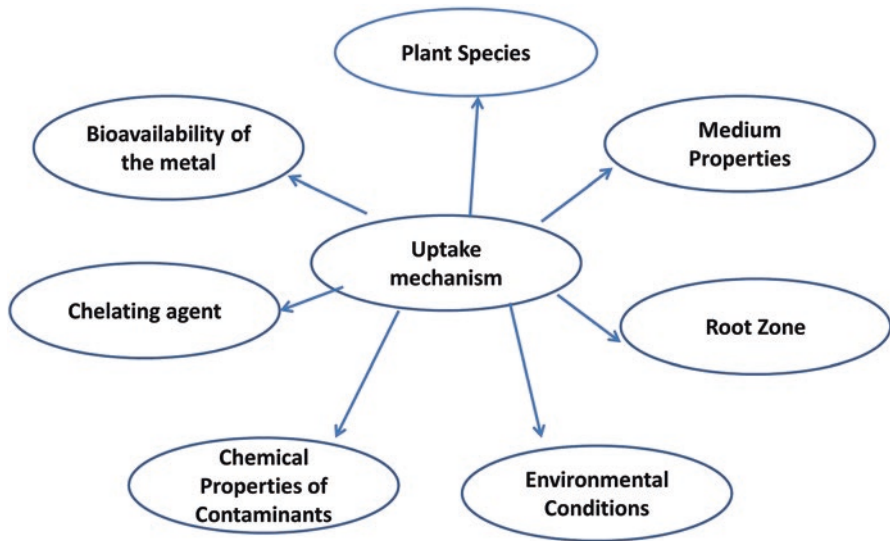 Plant Species
Bioavailability of
the metal
Medium
Properties
Uptake
mechanism
Chelating agent
Root Zone
Chemical
Properties of
Contaminants
Environmental
Conditions